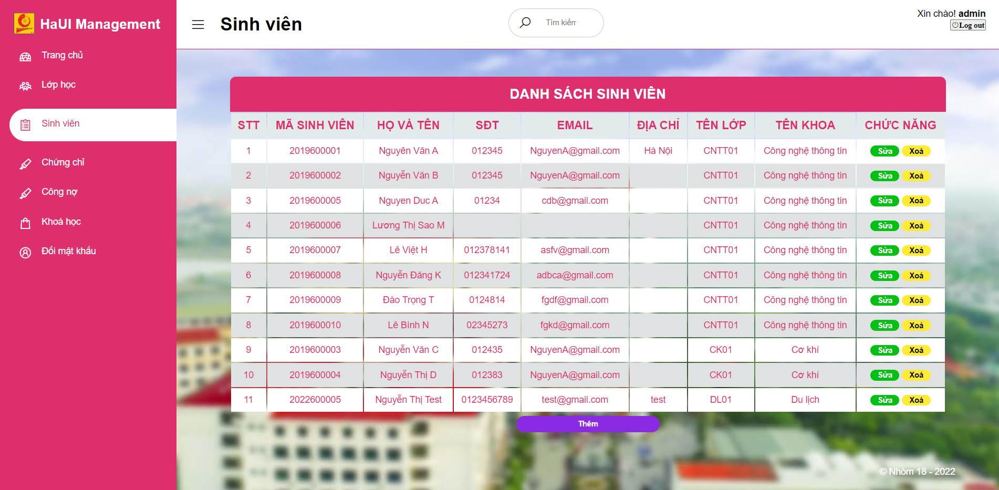 HaUI Management
Trang chủ
Lớp học
Sinh viên
Chứng chỉ
Công nợ
Khoá học
Đổi mật khẩu
Sinh viên
Tìm kiếm
Xin chào! admin
Log out
DANH SÁCH SINH VIÊN
STT MÃ SINH VIÊN HỌ VÀ TÊN SĐT EMAIL ĐỊA CHỈ TÊN LỚP TÊN KHOA CHỨC NĂNG
1 2019600001 Nguyên Văn A 012345 NguyenA@gmail.com Hà Nội CNTT01 Công nghệ thông tin Sửa Xoá
2 2019600002 Nguyễn Văn B 012345 NguyenA@gmail.com CNTT01 Công nghệ thông tin Sửa Xoá
3 2019600005 Nguyen Duc A 01234 cdb@gmail.com CNTT01 Công nghệ thông tin Sửa Xoá
4 2019600006 Lương Thị Sao M CNTT01 Công nghệ thông tin Sửa Xoá
5 2019600007 Lê Việt H 012378141 asfv@gmail.com CNTT01 Công nghệ thông tin Sửa Xoá
6 2019600008 Nguyễn Đăng K 012341724 adbca@gmail.com CNTT01 Công nghệ thông tin Sửa Xoá
7 2019600009 Đào Trọng T 0124814 fgdf@gmail.com CNTT01 Công nghệ thông tin Sửa Xoá
8 2019600010 Lê Bình N 02345273 fgkd@gmail.com CNTT01 Công nghệ thông tin Sửa Xoá
9 2019600003 Nguyễn Văn C 012435 NguyenA@gmail.com CK01 Cơ khí Sửa Xoá
10 2019600004 Nguyễn Thị D 012383 NguyenA@gmail.com CK01 Cơ khí Sửa Xoá
11 2022600005 Nguyễn Thị Test 0123456789 test@gmail.com test DL01 Du lịch Sửa Xoá
Thêm
© Nhóm 18 - 2022